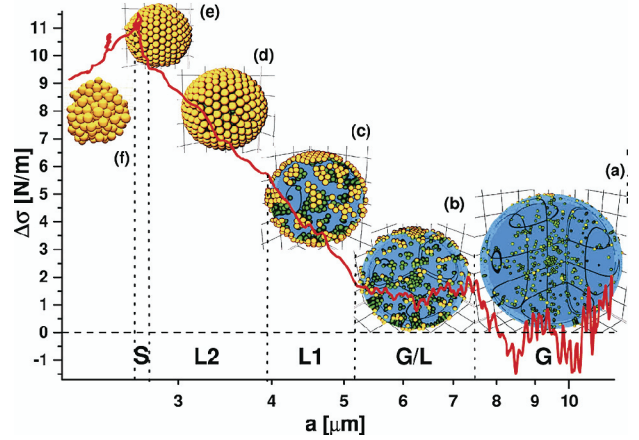 (e)
(d)
(c)
(b)
(a)
(f)
Δσ [N/m]
11
10
9
8
7
6
5
4
3
2
1
0
-1
S
L2
L1
G/L
G
3
4
5
6
7
8
9
10
a [μm]